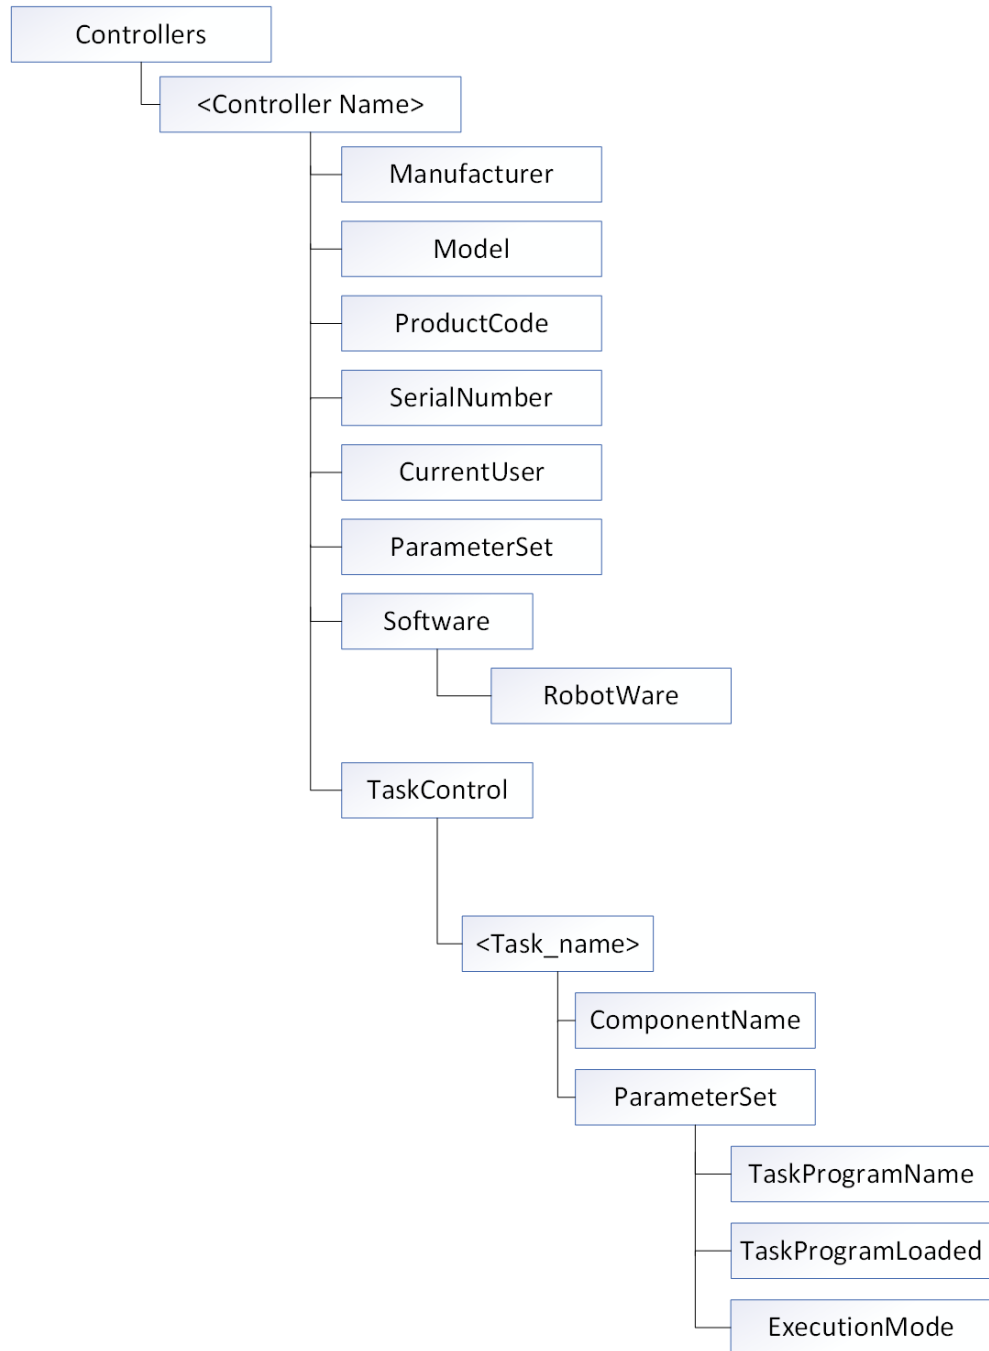 Controllers
<Controller Name>
Manufacturer
Model
ProductCode
SerialNumber
CurrentUser
ParameterSet
Software
RobotWare
TaskControl
<Task_name>
ComponentName
ParameterSet
TaskProgramName
TaskProgramLoaded
ExecutionMode